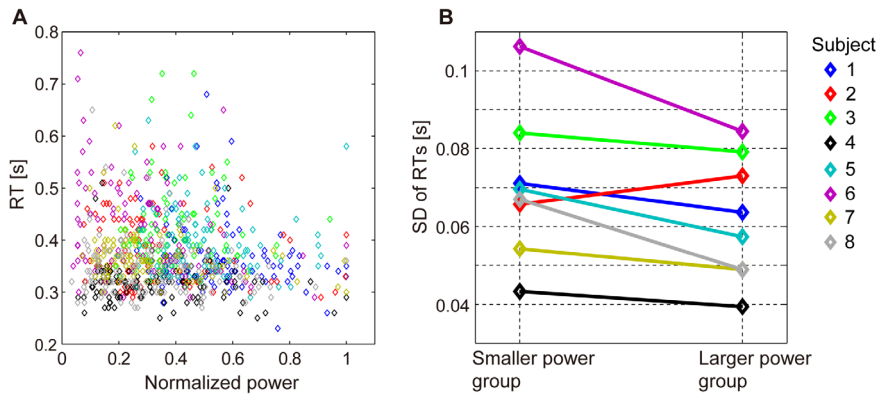 A
RT [s]
0.8
0.7
0.6
0.5
0.4
0.3
0.2
0
0.2
0.4
0.6
0.8
1
Normalized power
B
SD of RTs [s]
0.1
0.08
0.06
0.04
Smaller power
group
Larger power
group
Subject
1
2
3
4
5
6
7
8